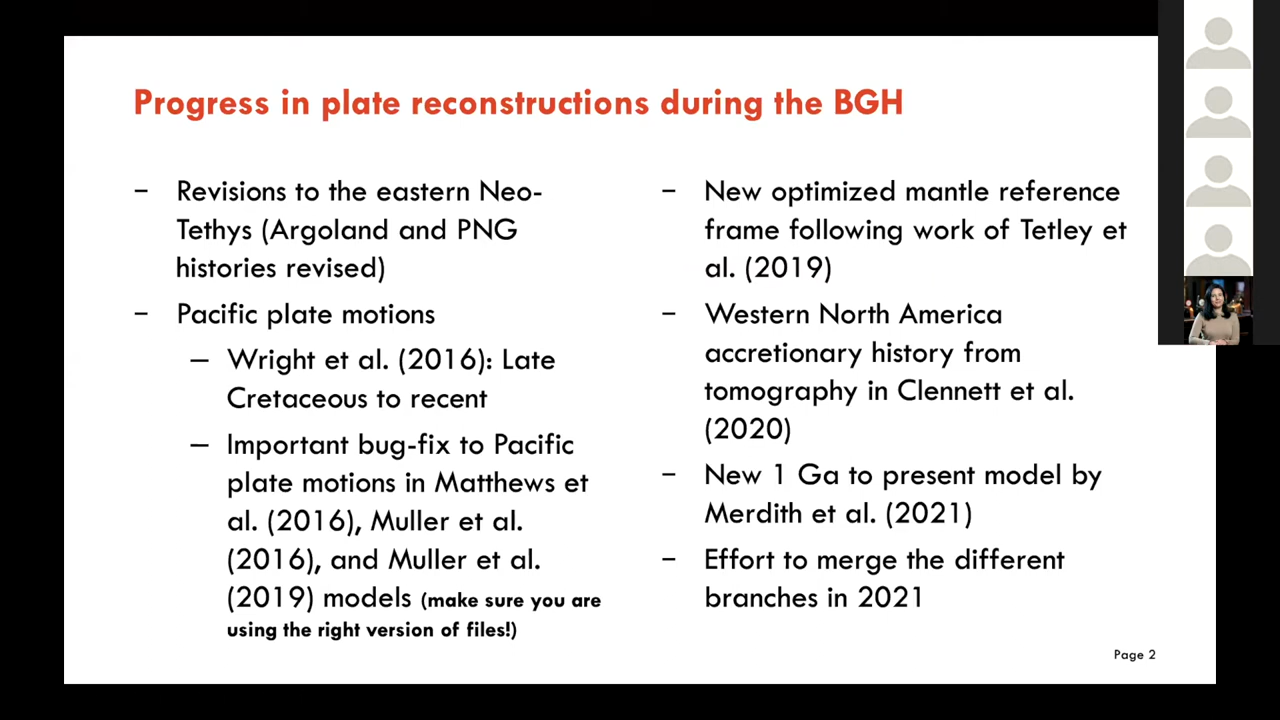 Progress in plate reconstructions during the BGH
− Revisions to the eastern Neo-
Tethys (Argoland and PNG
histories revised)
− Pacific plate motions
— Wright et al. (2016): Late
Cretaceous to recent
— Important bug-fix to Pacific
plate motions in Matthews et
al. (2016), Muller et al.
(2016), and Muller et al.
(2019) models (make sure you are
using the right version of files!)
− New optimized mantle reference
frame following work of Tetley et
al. (2019)
− Western North America
accretionary history from
tomography in Clennett et al.
(2020)
− New 1 Ga to present model by
Merdith et al. (2021)
− Effort to merge the different
branches in 2021
Page 2